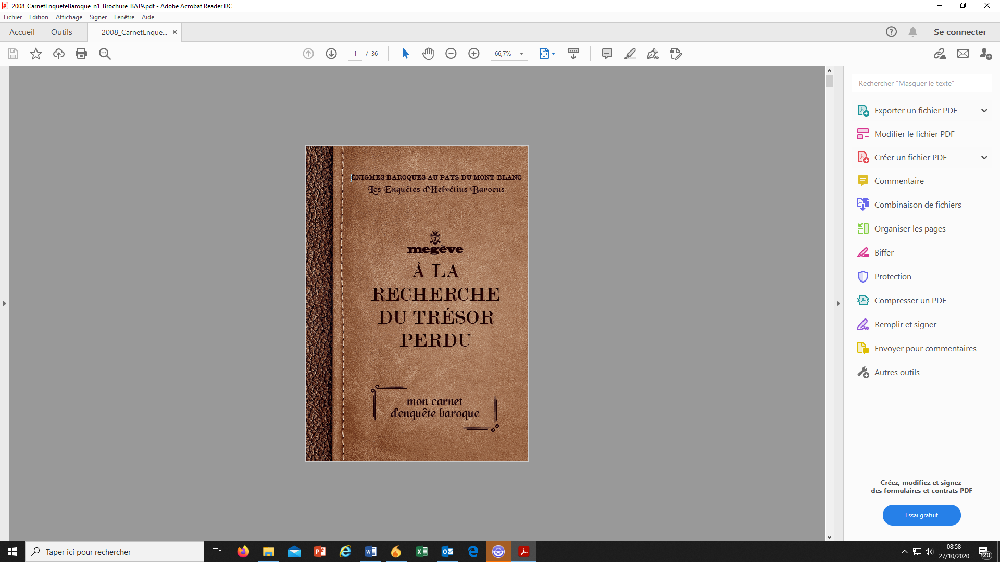 2008_CarnetEnqueteBaroque_n1_Brochure_BAT9.pdf - Adobe Acrobat Reader DC
Fichier Edition Affichage Signer Fenêtre Aide
Accueil Outils 2008_CarnetEnque... × Se connecter
1 / 36 66,7%
Rechercher "Masquer le texte"
Exporter un fichier PDF
Modifier le fichier PDF
Créer un fichier PDF
Commentaire
Combinaison de fichiers
Organiser les pages
Biffer
Protection
Compresser un PDF
Remplir et signer
Envoyer pour commentaires
Autres outils
Créez, modifiez et signez
des formulaires et contrats PDF
Essai gratuit
ÉNIGMES BAROQUES AU PAYS DU MONT-BLANC
Les Enquêtes d'Helvétius Barocus
megève
À LA
RECHERCHE
DU TRÉSOR
PERDU
mon carnet
d'enquête baroque
Taper ici pour rechercher
08:58
27/10/2020
20